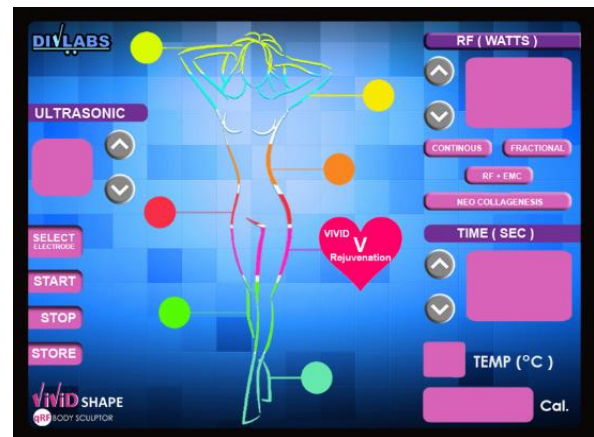 DIVLABS
RF ( WATTS )
ULTRASONIC
CONTINOUS
FRACTIONAL
RF + EMC
NEO COLLAGENESIS
SELECT
ELECTRODE
START
STOP
STORE
VIVID
V
Rejuvenation
TIME ( SEC )
TEMP (°C )
Cal.
ViViD SHAPE
qRF BODY SCULPTOR